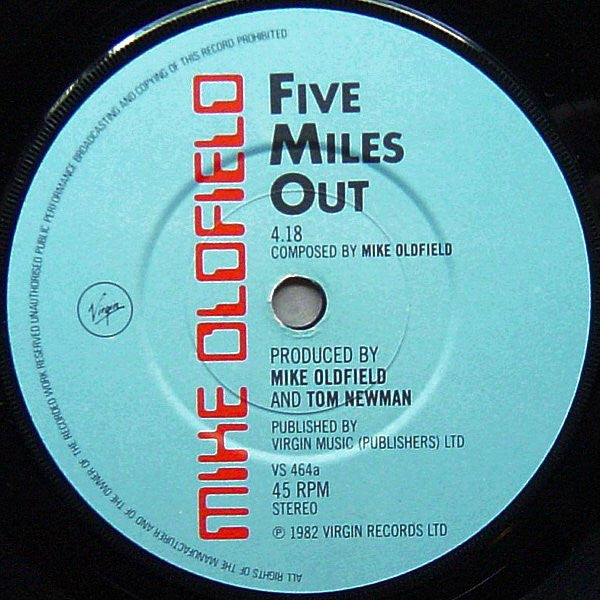 MIKE OLDFIELD
FIVE
MILES
OUT
4.18
COMPOSED BY MIKE OLDFIELD
Virgin
PRODUCED BY
MIKE OLDFIELD
AND TOM NEWMAN
PUBLISHED BY
VIRGIN MUSIC (PUBLISHERS) LTD
VS 464a
45 RPM
STEREO
℗ 1982 VIRGIN RECORDS LTD
ALL RIGHTS OF THE MANUFACTURER AND OF THE OWNER OF THE RECORDED WORK RESERVED UNAUTHORISED PUBLIC PERFORMANCE BROADCASTING AND COPYING OF THIS RECORD PROHIBITED